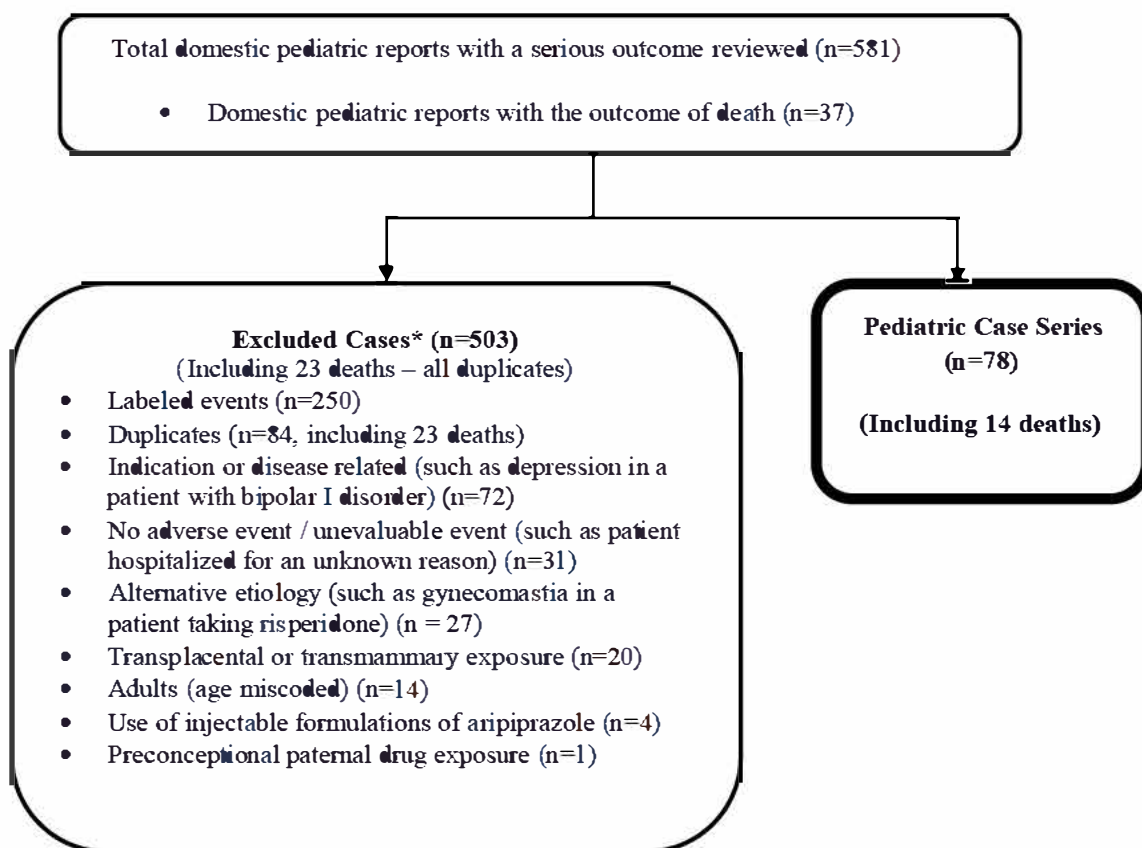 Total domestic pediatric reports with a serious outcome reviewed (n=581)
• Domestic pediatric reports with the outcome of death (n=37)
Excluded Cases* (n=503)
(Including 23 deaths – all duplicates)
• Labeled events (n=250)
• Duplicates (n=84, including 23 deaths)
• Indication or disease related (such as depression in a
patient with bipolar I disorder) (n=72)
• No adverse event / unevaluable event (such as patient
hospitalized for an unknown reason) (n=31)
• Alternative etiology (such as gynecomastia in a
patient taking risperidone) (n = 27)
• Transplacental or transmammary exposure (n=20)
• Adults (age miscoded) (n=14)
• Use of injectable formulations of aripiprazole (n=4)
• Preconceptional paternal drug exposure (n=1)
Pediatric Case Series
(n=78)
(Including 14 deaths)